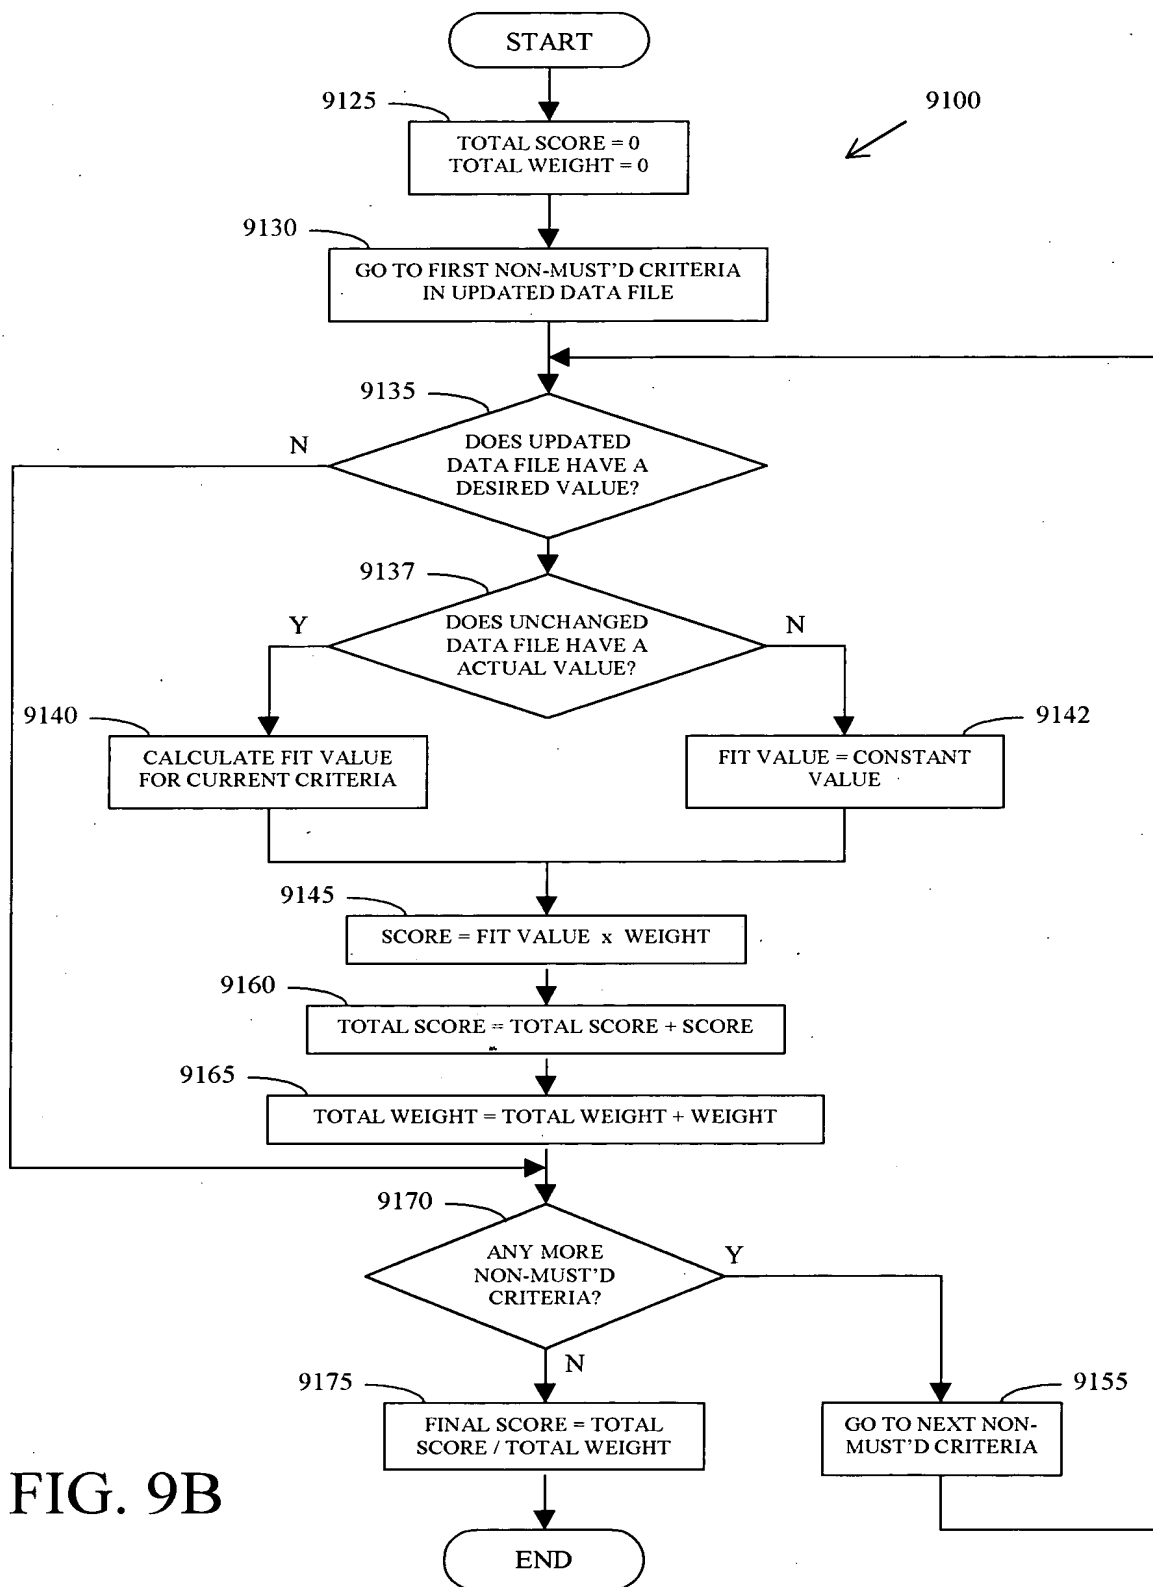 START
9125
9100
TOTAL SCORE = 0
TOTAL WEIGHT = 0
9130
GO TO FIRST NON-MUST'D CRITERIA
IN UPDATED DATA FILE
9135
N
DOES UPDATED
DATA FILE HAVE A
DESIRED VALUE?
9137
Y
DOES UNCHANGED
DATA FILE HAVE A
ACTUAL VALUE?
N
9140
CALCULATE FIT VALUE
FOR CURRENT CRITERIA
9142
FIT VALUE = CONSTANT
VALUE
9145
SCORE = FIT VALUE x WEIGHT
9160
TOTAL SCORE = TOTAL SCORE + SCORE
9165
TOTAL WEIGHT = TOTAL WEIGHT + WEIGHT
9170
ANY MORE
NON-MUST'D
CRITERIA?
Y
N
9175
FINAL SCORE = TOTAL
SCORE / TOTAL WEIGHT
9155
GO TO NEXT NON-
MUST'D CRITERIA
FIG. 9B
END